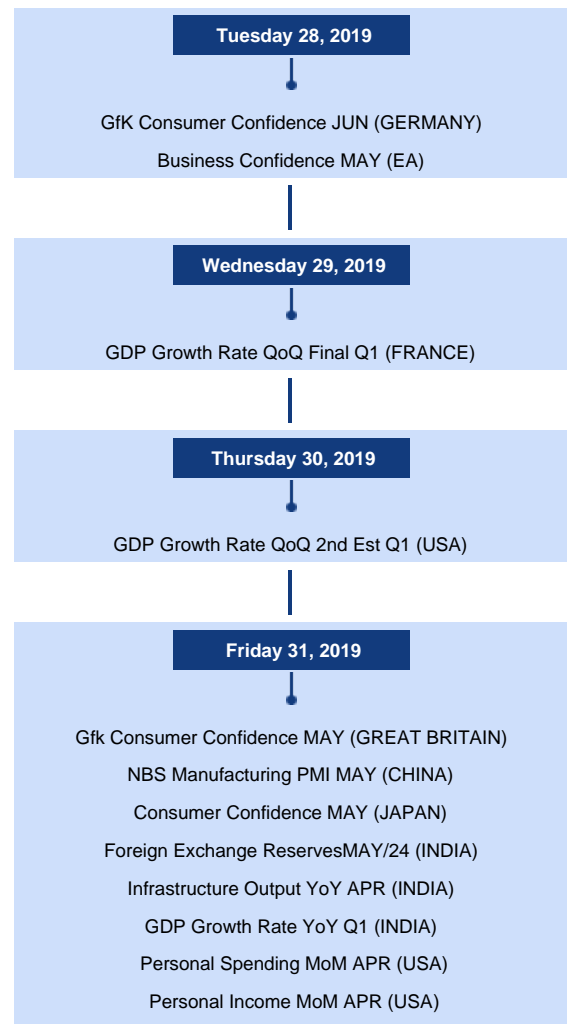 Tuesday 28, 2019
GfK Consumer Confidence JUN (GERMANY)
Business Confidence MAY (EA)
Wednesday 29, 2019
GDP Growth Rate QoQ Final Q1 (FRANCE)
Thursday 30, 2019
GDP Growth Rate QoQ 2nd Est Q1 (USA)
Friday 31, 2019
Gfk Consumer Confidence MAY (GREAT BRITAIN)
NBS Manufacturing PMI MAY (CHINA)
Consumer Confidence MAY (JAPAN)
Foreign Exchange ReservesMAY/24 (INDIA)
Infrastructure Output YoY APR (INDIA)
GDP Growth Rate YoY Q1 (INDIA)
Personal Spending MoM APR (USA)
Personal Income MoM APR (USA)